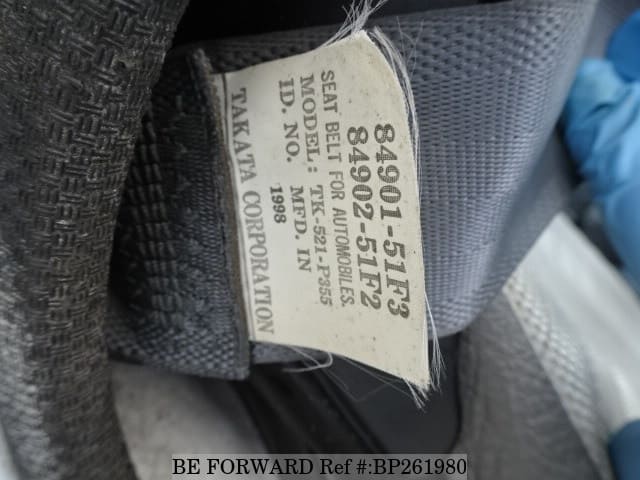 84901-51F3
84902-51F2
SEAT BELT FOR AUTOMOBILES.
MODEL: TK-521-P355
ID. NO. MFD. IN
1998
TAKATA CORPORATION
BE FORWARD Ref #:BP261980